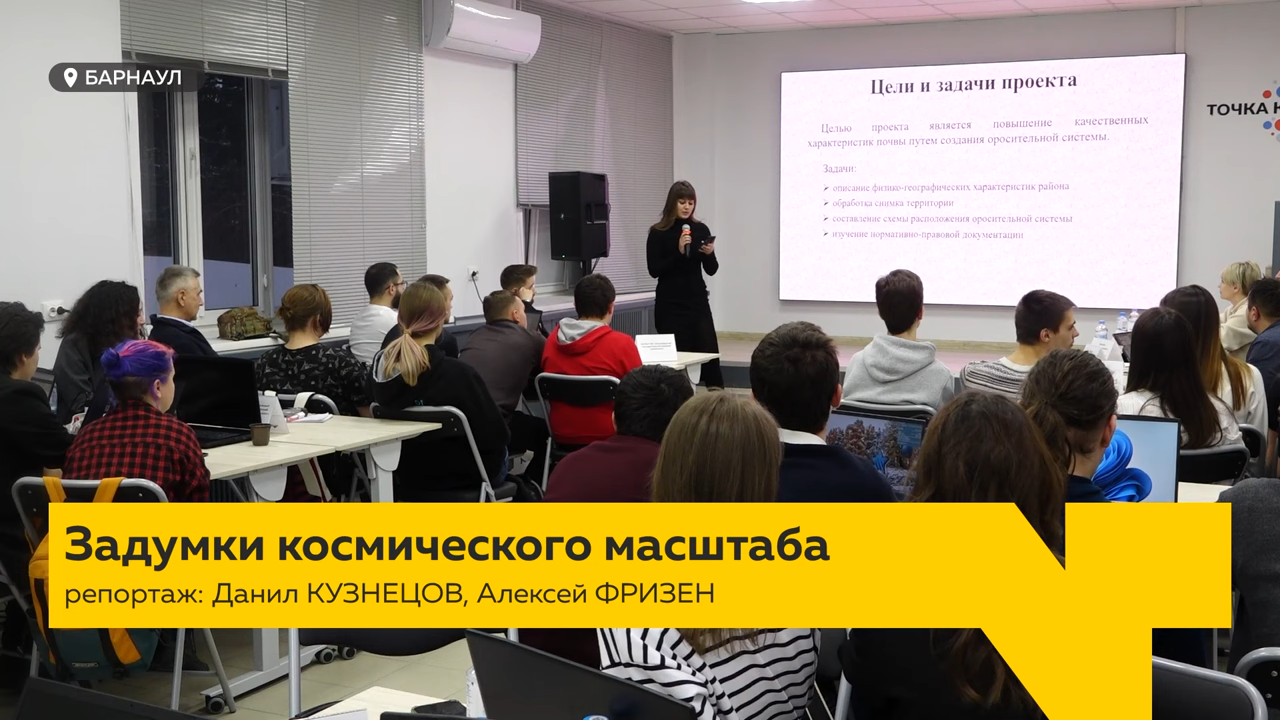 БАРНАУЛ
Цели и задачи проекта
ТОЧКА
Целью проекта является повышение качественных
характеристик почвы путем создания оросительной системы.
Задачи:
описание физико-географических характеристик района
обработка снимка территории
составление схемы расположения оросительной системы
изучение нормативно-правовой документации
Задумки космического масштаба
репортаж: Данил КУЗНЕЦОВ, Алексей ФРИЗЕН